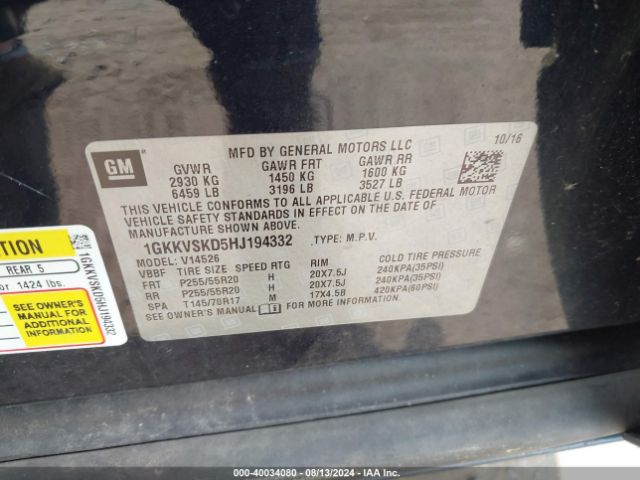 GM
MFD BY GENERAL MOTORS LLC
10/16
GVWR GAWR FRT GAWR RR
2930 KG 1450 KG 1600 KG
6459 LB 3196 LB 3527 LB
THIS VEHICLE CONFORMS TO ALL APPLICABLE U.S. FEDERAL MOTOR
VEHICLE SAFETY STANDARDS IN EFFECT ON THE DATE OF
MANUFACTURE SHOWN ABOVE.
1GKKVSKD5HJ194332 .TYPE: M.P.V.
MODEL: V14526
VBBF TIRE SIZE SPEED RTG RIM COLD TIRE PRESSURE
FRT P255/55R20 H 20X7.5J 240KPA(35PSI)
RR P255/55R20 H 20X7.5J 240KPA(35PSI)
SPA T145/70R17 M 17X4.5B 420KPA(60PSI)
SEE OWNER'S MANUAL
TION
REAR 5
or 1424 lbs.
SEE OWNER'S
MANUAL FOR
ADDITIONAL
INFORMATION
1GKKVSKD5HJ194332
000-40034080 - 08/13/2024 - IAA Inc.